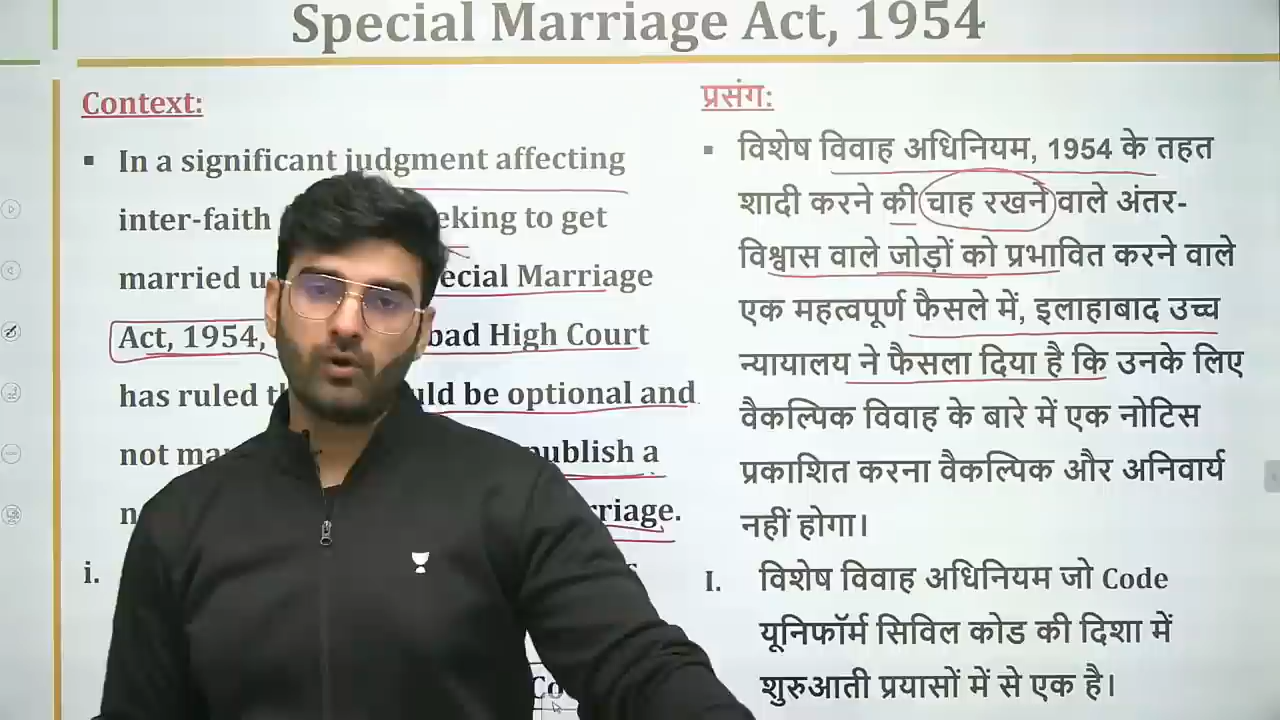 Special Marriage Act, 1954
Context:
▪ In a significant judgment affecting
inter-faith eking to get
married u ecial Marriage
Act, 1954, bad High Court
has ruled t uld be optional and
not ma publish a
n rriage.
i.
Co
प्रसंग:
▪ विशेष विवाह अधिनियम, 1954 के तहत
शादी करने की चाह रखने वाले अंतर-
विश्वास वाले जोड़ों को प्रभावित करने वाले
एक महत्वपूर्ण फैसले में, इलाहाबाद उच्च
न्यायालय ने फैसला दिया है कि उनके लिए
वैकल्पिक विवाह के बारे में एक नोटिस
प्रकाशित करना वैकल्पिक और अनिवार्य
नहीं होगा।
I. विशेष विवाह अधिनियम जो Code
यूनिफॉर्म सिविल कोड की दिशा में
शुरुआती प्रयासों में से एक है।